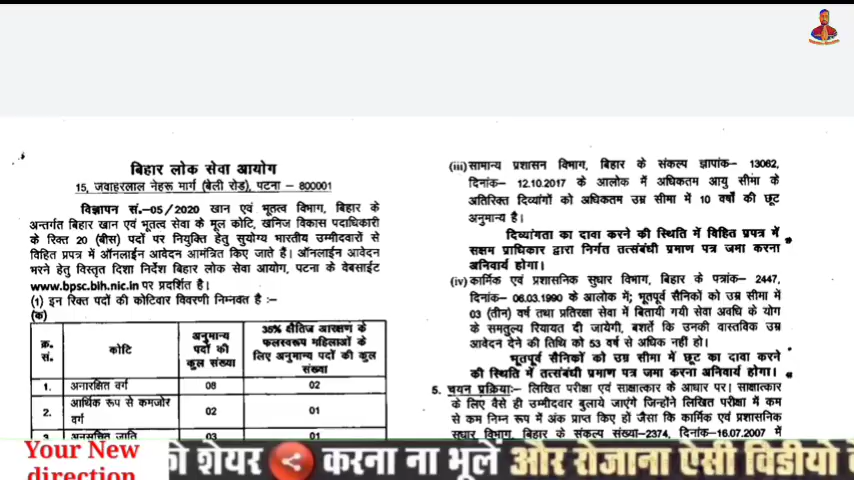 बिहार लोक सेवा आयोग
15, जवाहरलाल नेहरू मार्ग (बेली रोड), पटना – 800001
विज्ञापन सं.-05/2020 खान एवं भूतत्व विभाग, बिहार के
अन्तर्गत बिहार खान एवं भूतत्व सेवा के मूल कोटि, खनिज विकास पदाधिकारी
के रिक्त 20 (बीस) पदों पर नियुक्ति हेतु सुयोग्य भारतीय उम्मीदवारों से
विहित प्रपत्र में ऑनलाईन आवेदन आमंत्रित किए जाते हैं। ऑनलाईन आवेदन
भरने हेतु विस्तृत दिशा निर्देश बिहार लोक सेवा आयोग, पटना के वेबसाईट
www.bpsc.bih.nic.in पर प्रदर्शित है।
(1) इन रिक्त पदों की कोटिवार विवरणी निम्नवत है :–
(क)
क्र. सं. कोटि अनुमान्य पदों की कुल संख्या 35% क्षैतिज आरक्षण के फलस्वरूप महिलाओं के लिए अनुमान्य पदों की कुल संख्या
1. अनारक्षित वर्ग 08 02
2. आर्थिक रूप से कमजोर वर्ग 02 01
3. अनुसूचित जाति 03 01
(iii) सामान्य प्रशासन विभाग, बिहार के संकल्प ज्ञापांक– 13062,
दिनांक– 12.10.2017 के आलोक में अधिकतम आयु सीमा के
अतिरिक्त दिव्यांगों को अधिकतम उम्र सीमा में 10 वर्षों की छूट
अनुमान्य है।
दिव्यांगता का दावा करने की स्थिति में विहित प्रपत्र में
सक्षम प्राधिकार द्वारा निर्गत तत्संबंधी प्रमाण पत्र जमा करना
अनिवार्य होगा।
(iv) कार्मिक एवं प्रशासनिक सुधार विभाग, बिहार के पत्रांक– 2447,
दिनांक– 06.03.1990 के आलोक में; भूतपूर्व सैनिकों को उम्र सीमा में
03 (तीन) वर्ष तथा प्रतिरक्षा सेवा में बितायी गयी सेवा अवधि के योग
के समतुल्य रियायत दी जायेगी, बशर्ते कि उनकी वास्तविक उम्र
आवेदन देने की तिथि को 53 वर्ष से अधिक नहीं हो।
भूतपूर्व सैनिकों को उम्र सीमा में छूट का दावा करने
की स्थिति में तत्संबंधी प्रमाण पत्र जमा करना अनिवार्य होगा।
5. चयन प्रक्रिया:– लिखित परीक्षा एवं साक्षात्कार के आधार पर। साक्षात्कार
के लिए वैसे ही उम्मीदवार बुलाये जाएंगे जिन्होंने लिखित परीक्षा में कम
से कम निम्न रूप में अंक प्राप्त किए हों जैसा कि कार्मिक एवं प्रशासनिक
सुधार विभाग, बिहार के संकल्प संख्या–2374, दिनांक–16.07.2007 में
Your New
direction
को शेयर करना ना भूलें और रोजाना ऐसी विडीयो